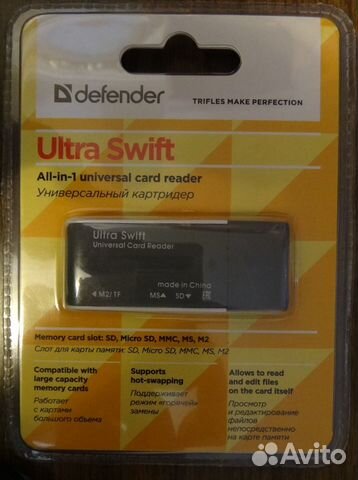 defender
TRIFLES MAKE PERFECTION
Ultra Swift
All-in-1 universal card reader
Универсальный картридер
Ultra Swift
Universal Card Reader
made in China
M2/TF MS SD EAC
Memory card slot: SD, Micro SD, MMC, MS, M2
Слот для карты памяти: SD, Micro SD, MMC, MS, M2
Compatible with
large capacity
memory cards
Работает
с картами
большого объема
Supports
hot-swapping
Поддерживает
режим «горячей»
замены
Allows to read
and edit files
on the card itself
Просмотр
и редактирование
файлов
непосредственно
на карте памяти
Avito